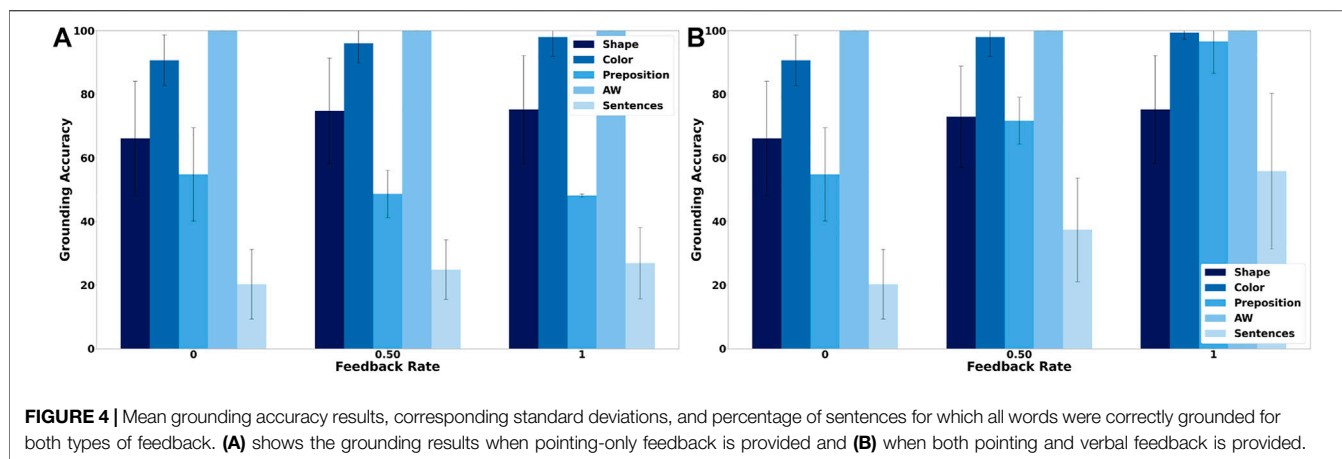 A
100
80
60
40
20
0
Grounding Accuracy
Shape
Color
Preposition
AW
Sentences
0
0.50
1
Feedback Rate
B
100
80
60
40
20
0
Grounding Accuracy
Shape
Color
Preposition
AW
Sentences
0
0.50
1
Feedback Rate
FIGURE 4 | Mean grounding accuracy results, corresponding standard deviations, and percentage of sentences for which all words were correctly grounded for
both types of feedback. (A) shows the grounding results when pointing-only feedback is provided and (B) when both pointing and verbal feedback is provided.